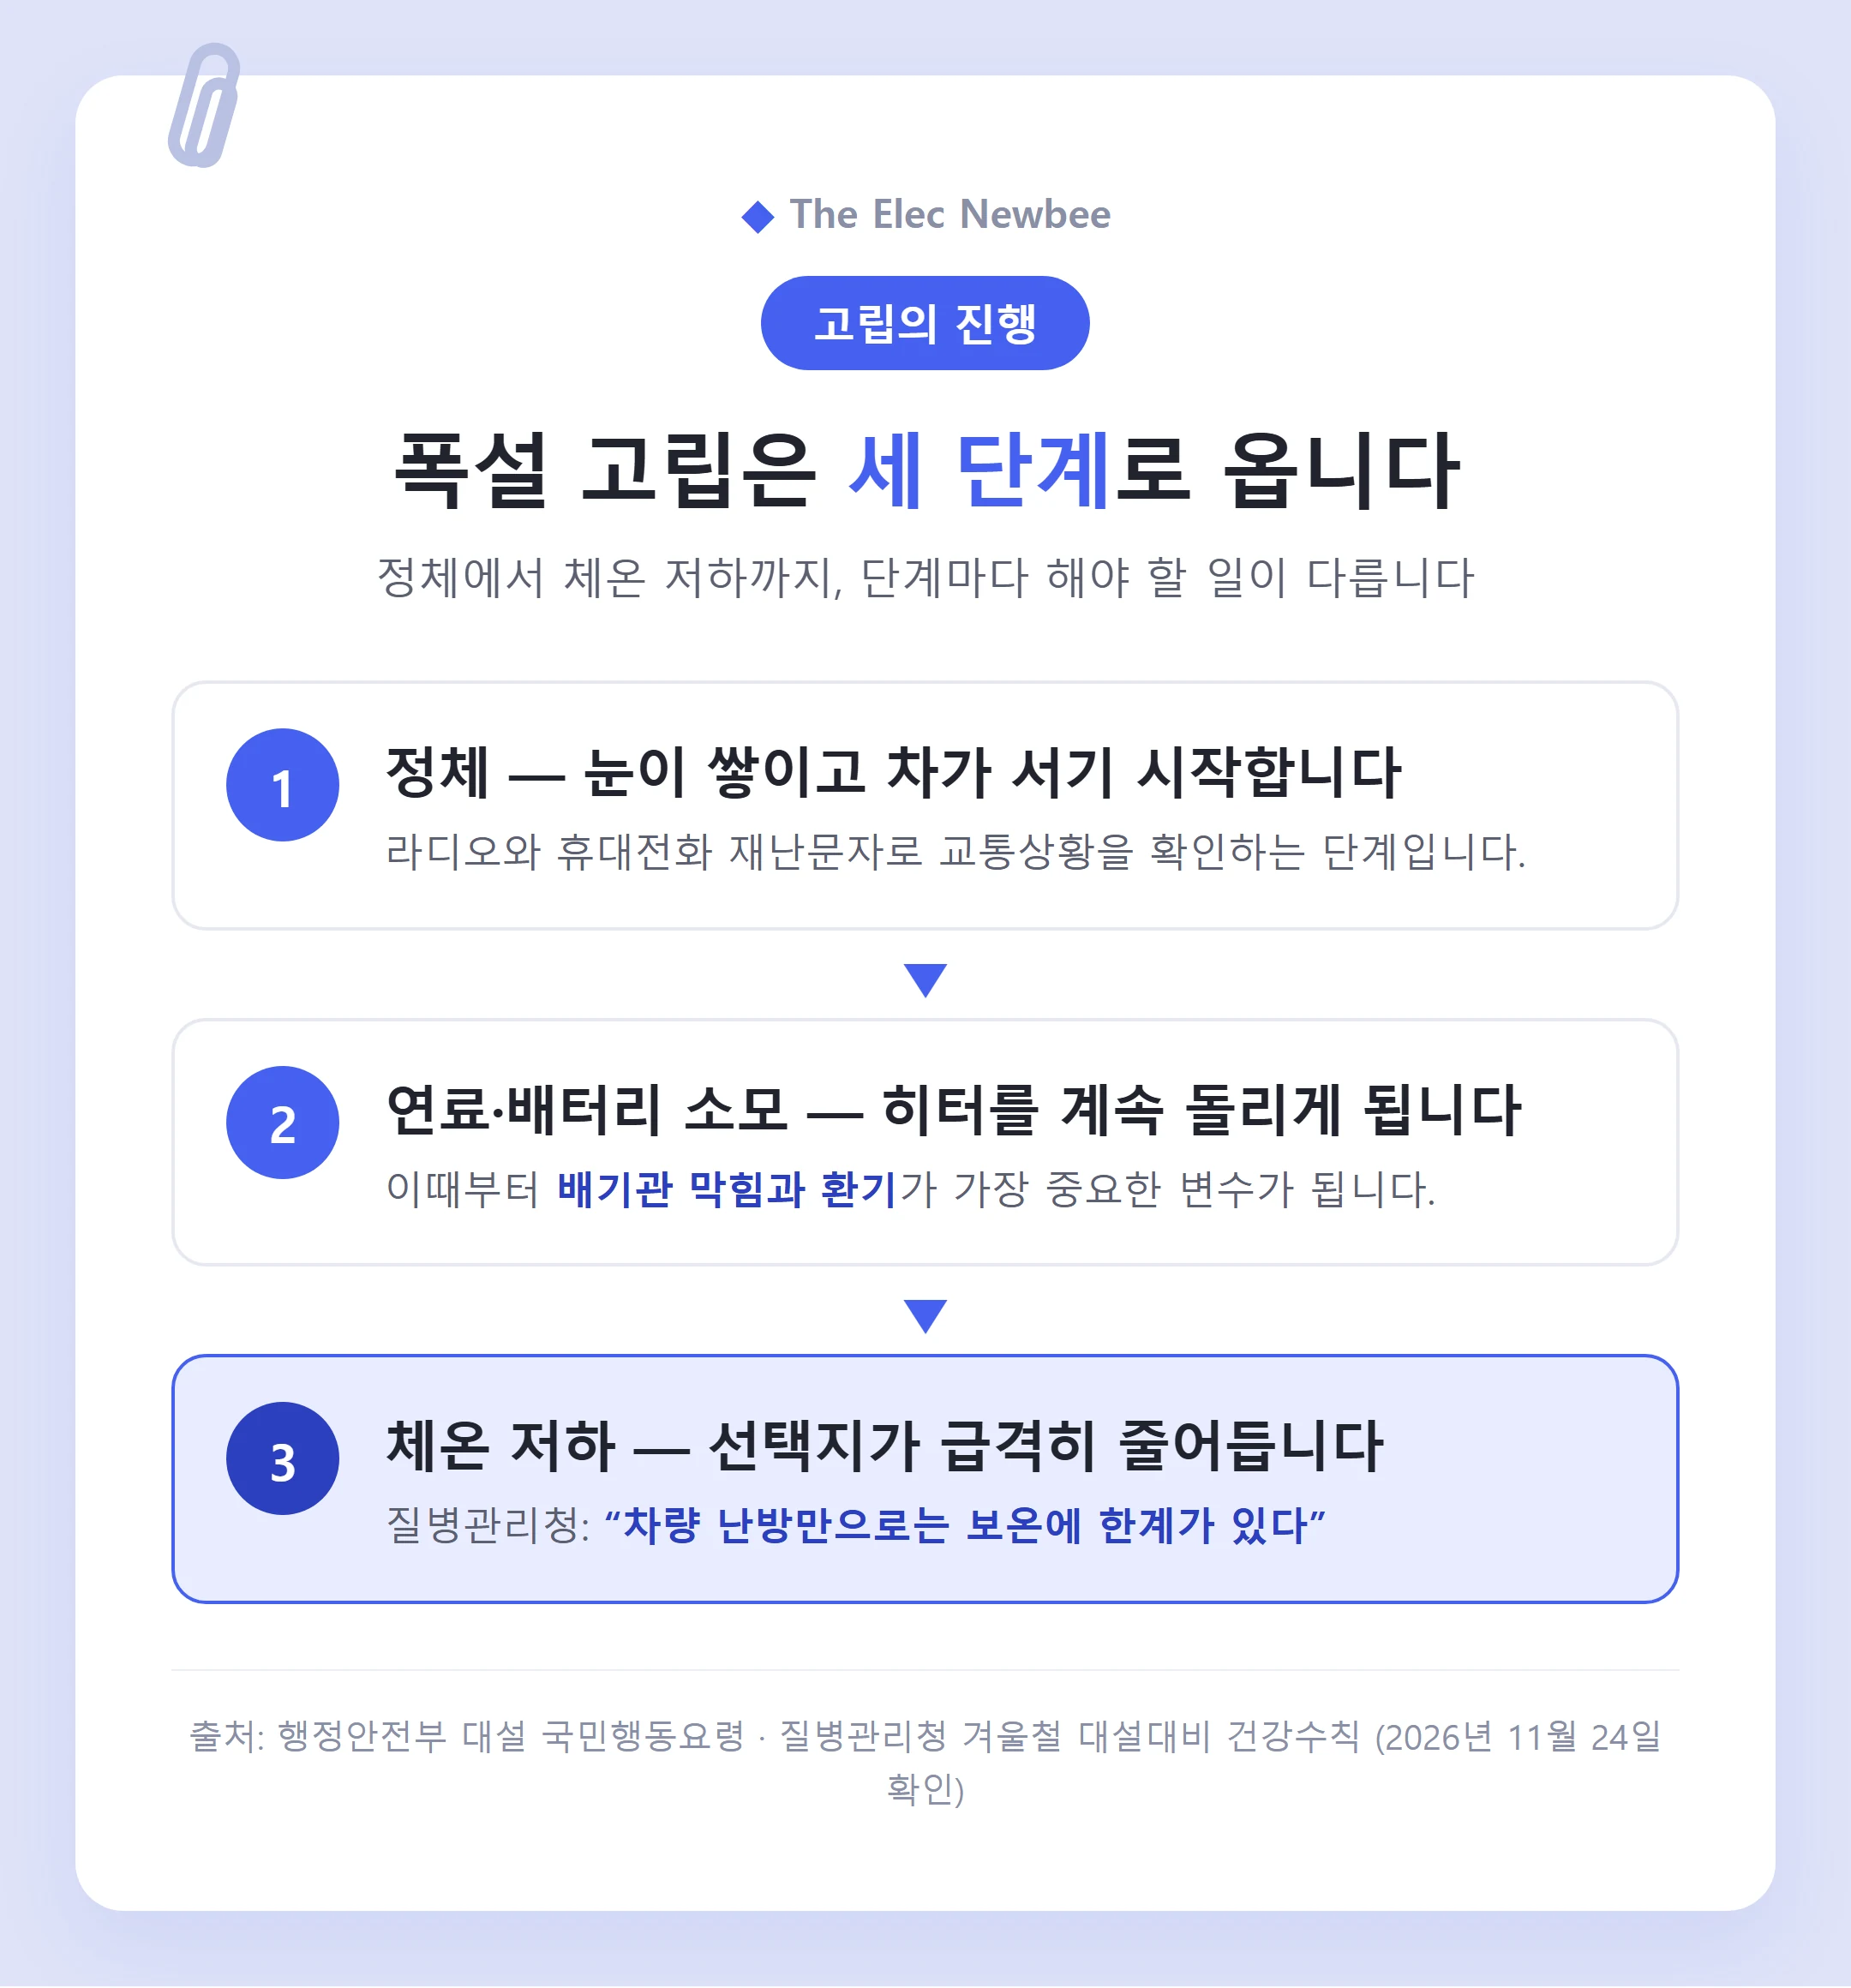 The Elec Newbee
고립의 진행
폭설 고립은 세 단계로 옵니다
정체에서 체온 저하까지, 단계마다 해야 할 일이 다릅니다
1
정체 — 눈이 쌓이고 차가 서기 시작합니다
라디오와 휴대전화 재난문자로 교통상황을 확인하는 단계입니다.
2
연료·배터리 소모 — 히터를 계속 돌리게 됩니다
이때부터 배기관 막힘과 환기가 가장 중요한 변수가 됩니다.
3
체온 저하 — 선택지가 급격히 줄어듭니다
질병관리청: “차량 난방만으로는 보온에 한계가 있다”
출처: 행정안전부 대설 국민행동요령 · 질병관리청 겨울철 대설대비 건강수칙 (2026년 11월 24일
확인)